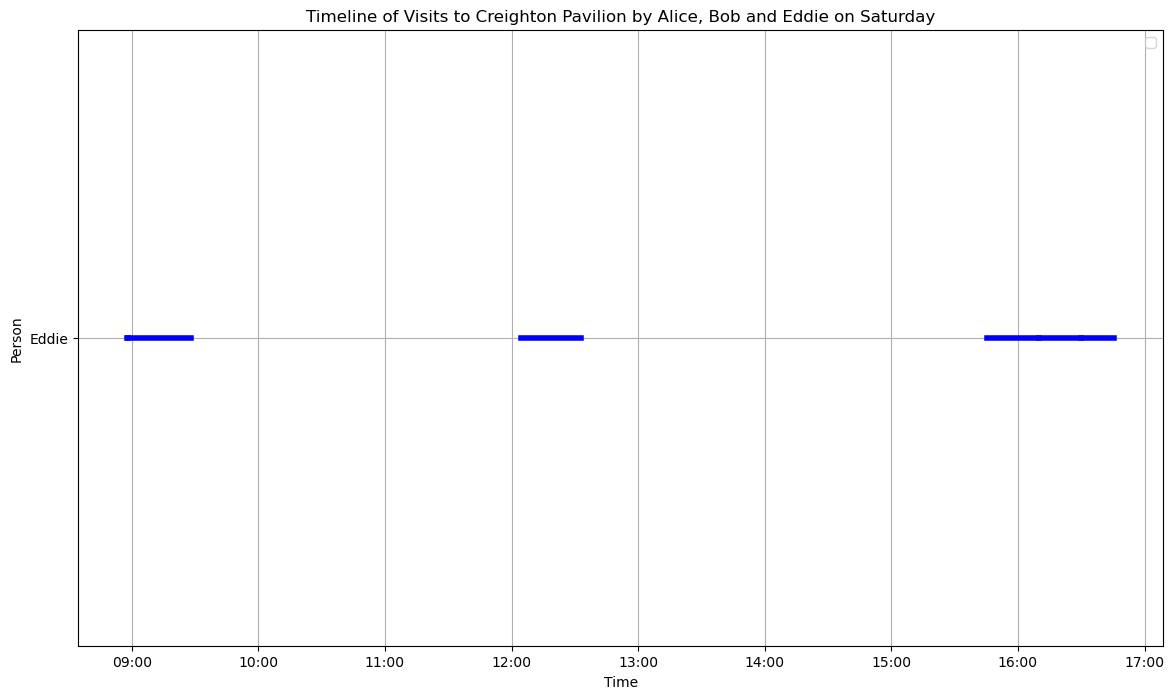 Timeline of Visits to Creighton Pavilion by Alice, Bob and Eddie on Saturday
Person
Eddie
09:00 10:00 11:00 12:00 13:00 14:00 15:00 16:00 17:00
Time